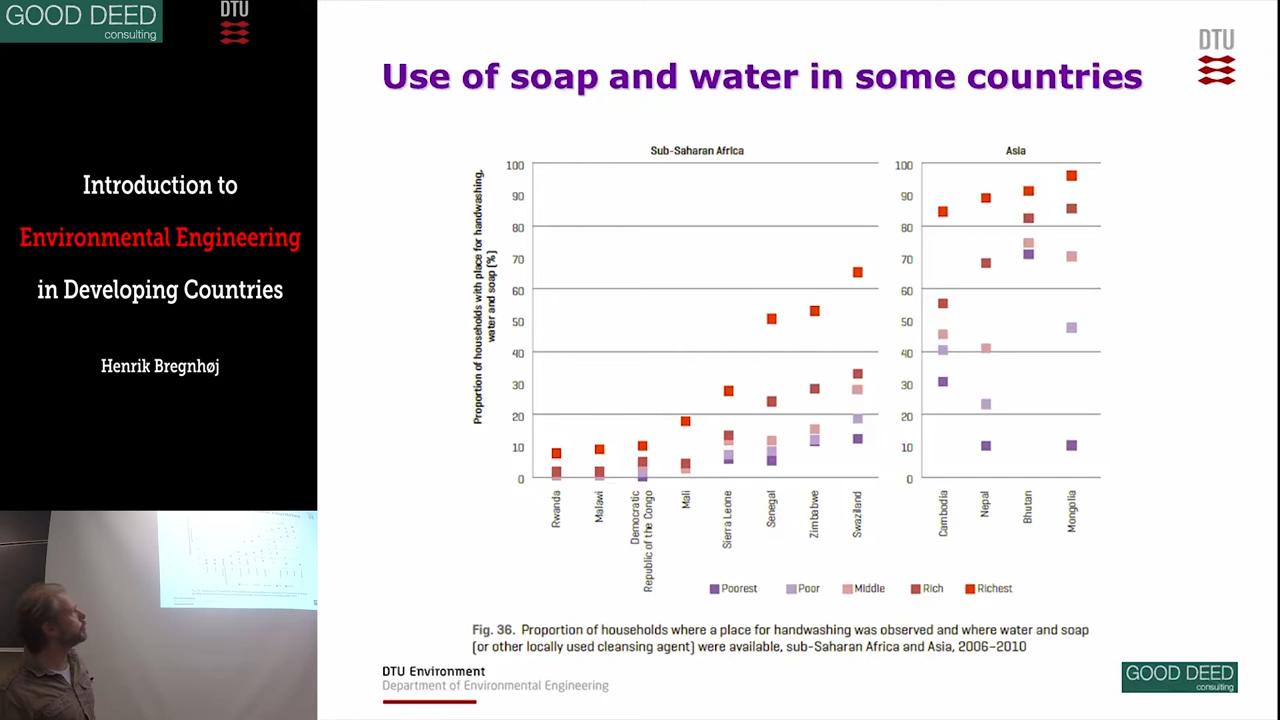 GOOD DEED
consulting
DTU
Introduction to
Environmental Engineering
in Developing Countries
Henrik Bregnhøj
DTU
Use of soap and water in some countries
Sub-Saharan Africa
Asia
Proportion of households with place for handwashing,
water and soap (%)
100
90
80
70
60
50
40
30
20
10
0
100
90
80
70
60
50
40
30
20
10
0
Rwanda
Malawi
Democratic
Republic of the Congo
Mali
Sierra Leone
Senegal
Zimbabwe
Swaziland
Cambodia
Nepal
Bhutan
Mongolia
Poorest
Poor
Middle
Rich
Richest
Fig. 36. Proportion of households where a place for handwashing was observed and where water and soap
(or other locally used cleansing agent) were available, sub-Saharan Africa and Asia, 2006–2010
DTU Environment
Department of Environmental Engineering
GOOD DEED
consulting